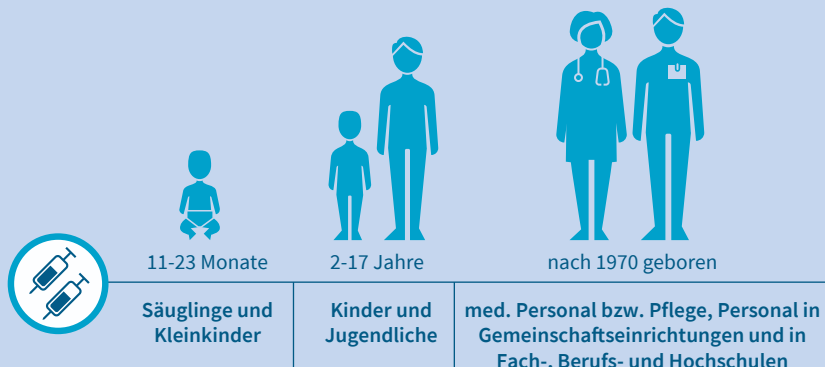 11-23 Monate
2-17 Jahre
nach 1970 geboren
Säuglinge und
Kleinkinder
Kinder und
Jugendliche
med. Personal bzw. Pflege, Personal in
Gemeinschaftseinrichtungen und in
Fach-, Berufs- und Hochschulen